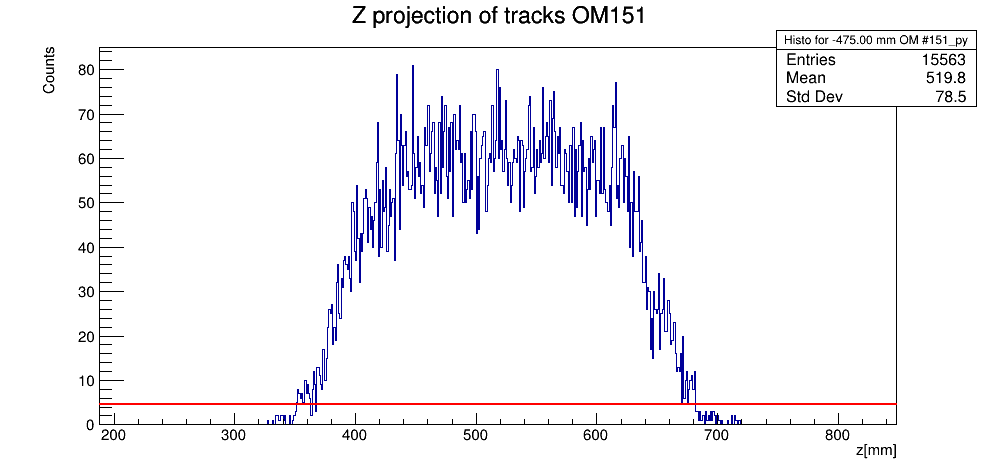 Z projection of tracks OM151
Histo for -475.00 mm OM #151_py
Entries 15563
Mean 519.8
Std Dev 78.5
Counts
80
70
60
50
40
30
20
10
0
200 300 400 500 600 700 800
z[mm]